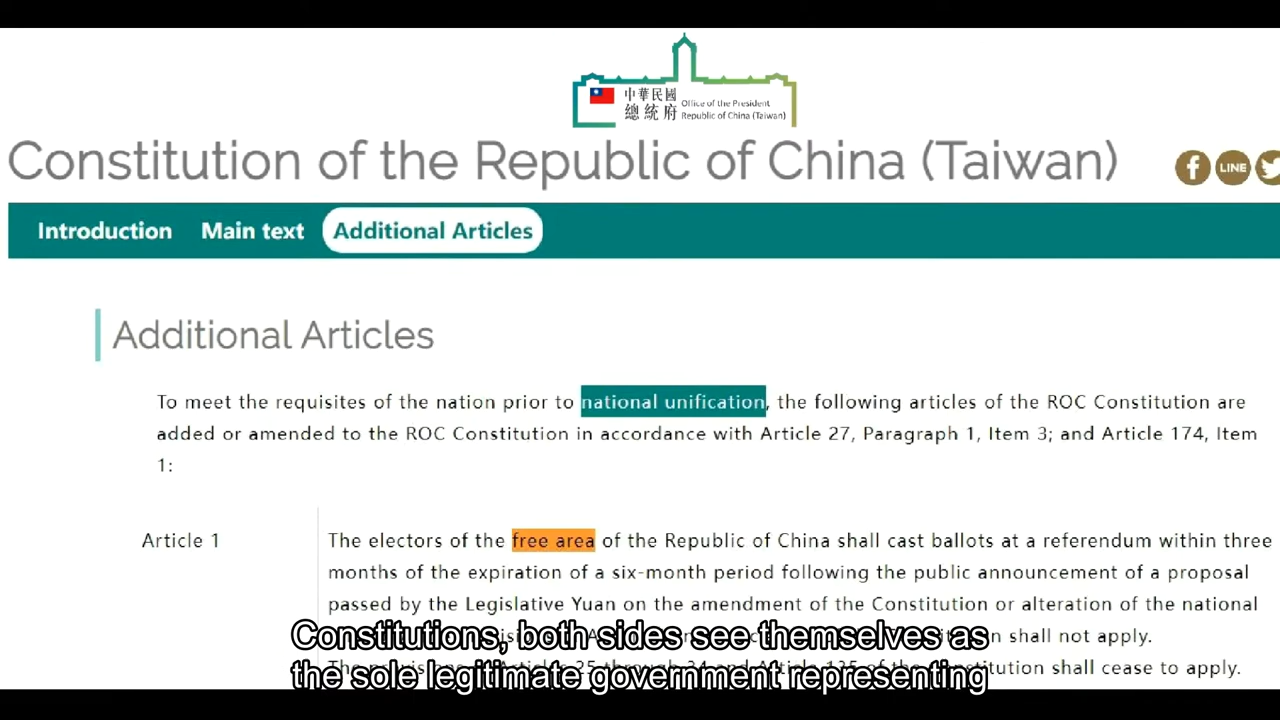 中華民國
總統府
Office of the President
Republic of China (Taiwan)
Constitution of the Republic of China (Taiwan)
LINE
Introduction Main text Additional Articles
Additional Articles
To meet the requisites of the nation prior to national unification, the following articles of the ROC Constitution are
added or amended to the ROC Constitution in accordance with Article 27, Paragraph 1, Item 3; and Article 174, Item
1:
Article 1
The electors of the free area of the Republic of China shall cast ballots at a referendum within three
months of the expiration of a six-month period following the public announcement of a proposal
passed by the Legislative Yuan on the amendment of the Constitution or alteration of the national
shall not apply.
shall cease to apply.
Constitutions, both sides see themselves as
the sole legitimate government representing